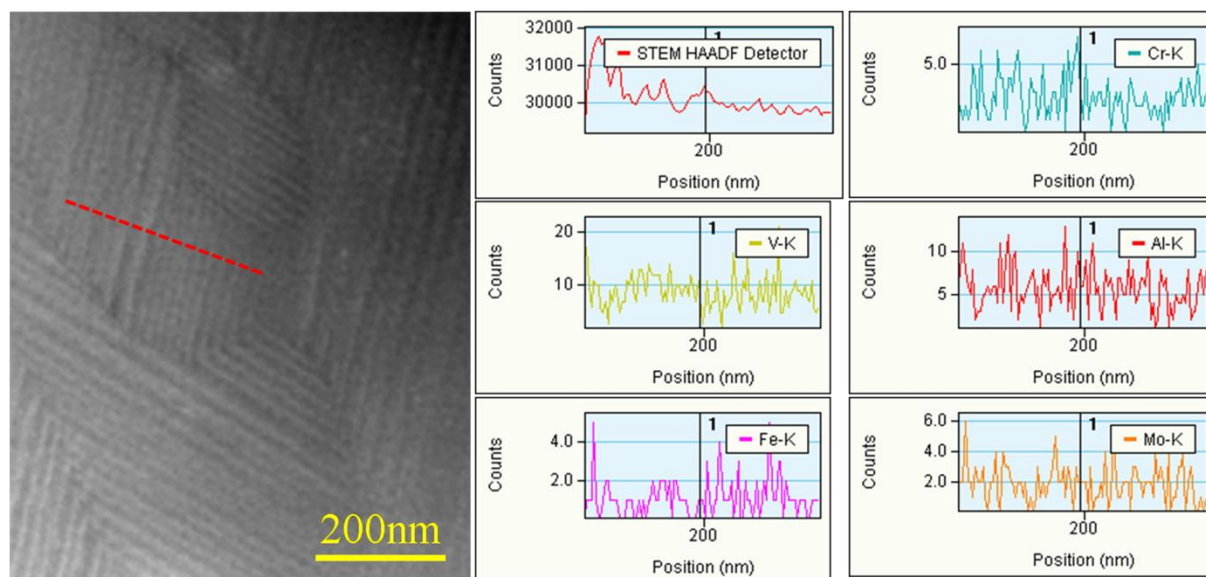 200nm
32000
31000
30000
Counts
1
STEM HAADF Detector
200
Position (nm)
5.0
Counts
1
Cr-K
200
Position (nm)
20
10
Counts
1
V-K
200
Position (nm)
10
5
Counts
1
Al-K
200
Position (nm)
4.0
2.0
Counts
1
Fe-K
200
Position (nm)
6.0
4.0
2.0
Counts
1
Mo-K
200
Position (nm)